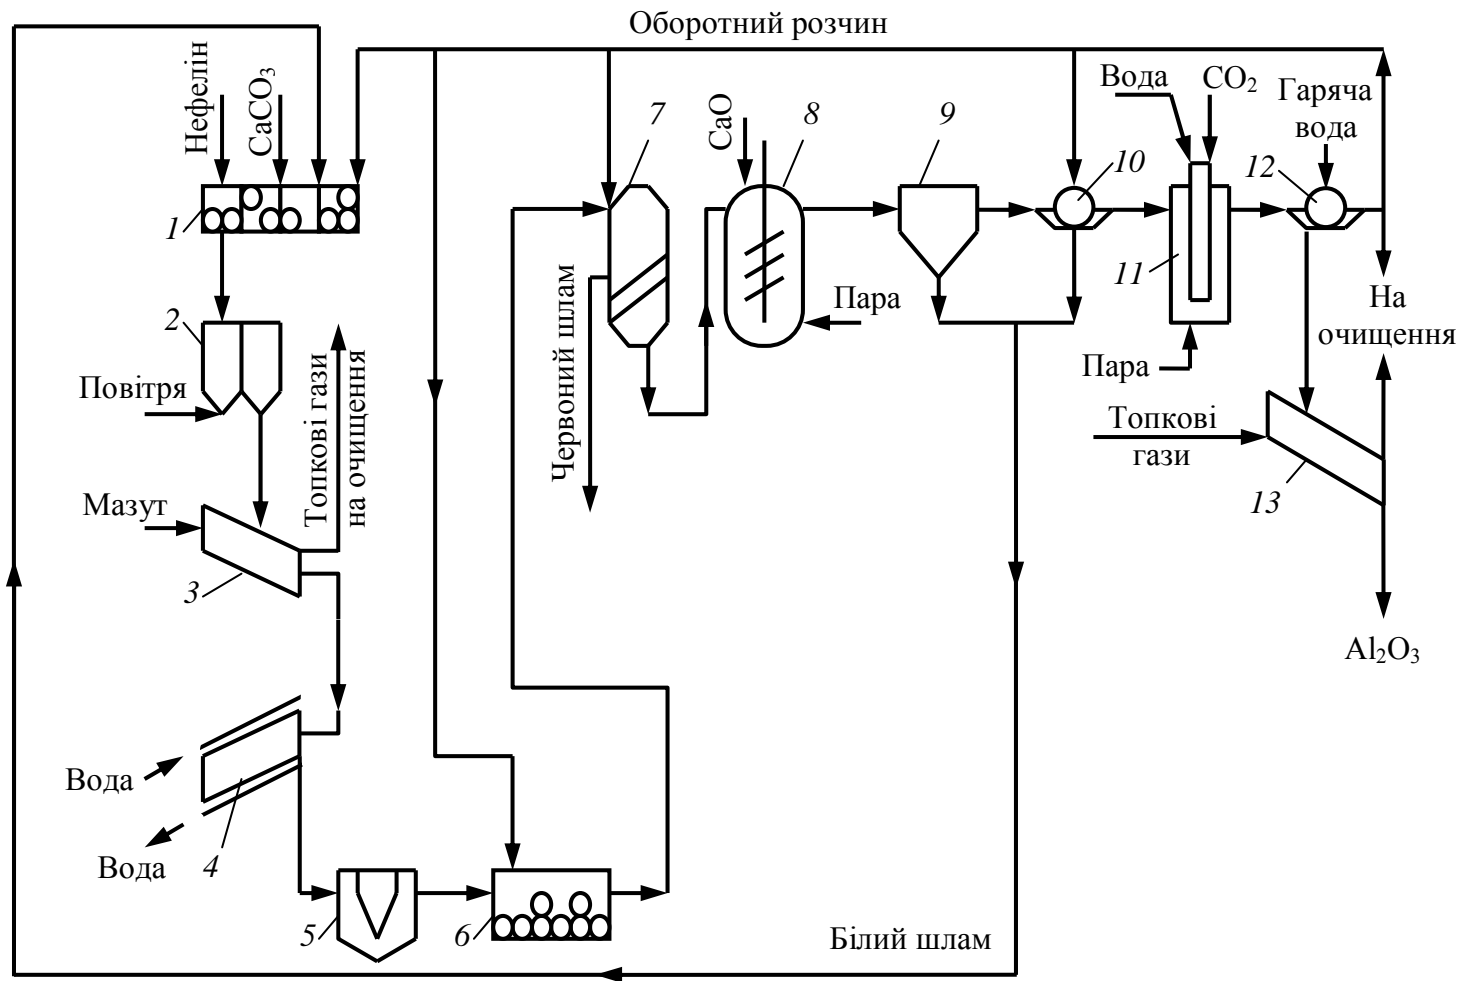 Оборотний розчин
Нефелін
CaCO3
1
2
Повітря
Топкові гази
на очищення
Мазут
3
Вода
Вода
4
5
6
7
Червоний шлам
CaO
8
Пара
9
10
Вода
CO2
11
Пара
Гаряча
вода
12
На
очищення
Топкові
гази
13
Al2O3
Білий шлам